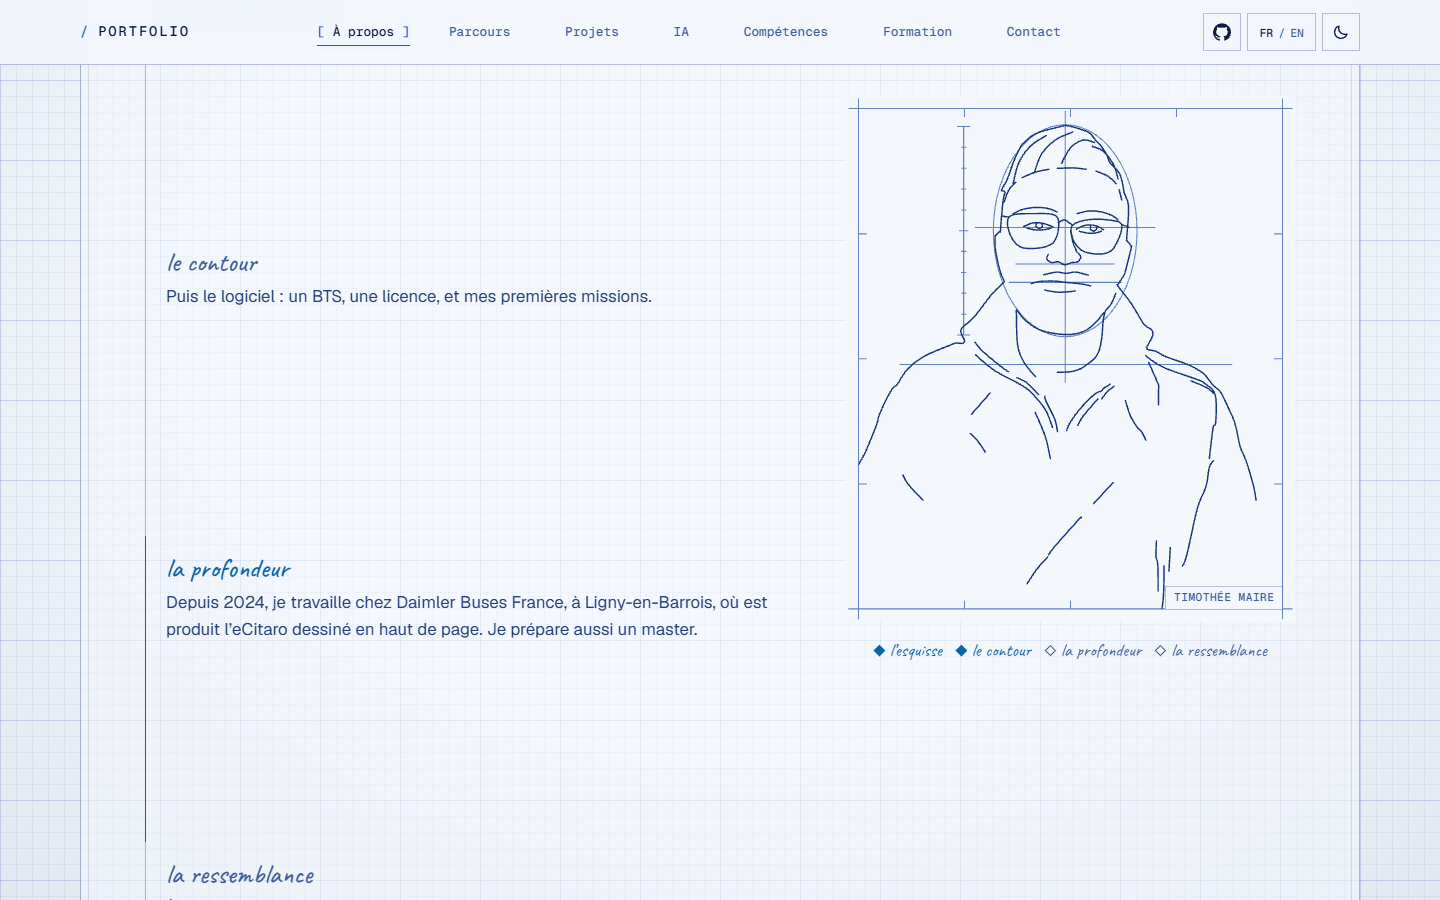 / PORTFOLIO
[ À propos ]
Parcours
Projets
IA
Compétences
Formation
Contact
FR / EN
le contour
Puis le logiciel : un BTS, une licence, et mes premières missions.
la profondeur
Depuis 2024, je travaille chez Daimler Buses France, à Ligny-en-Barrois, où est
produit l’eCitaro dessiné en haut de page. Je prépare aussi un master.
TIMOTHÉE MAIRE
l’esquisse
le contour
la profondeur
la ressemblance
la ressemblance